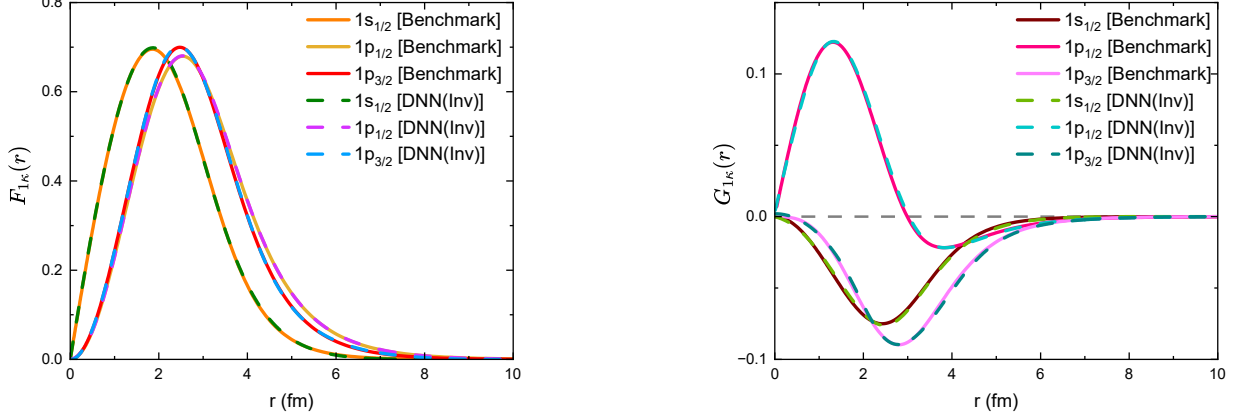 0.8
0.6
0.4
0.2
0.0
0 2 4 6 8 10
r (fm)
F₁κ(r)
1s₁/₂ [Benchmark]
1p₁/₂ [Benchmark]
1p₃/₂ [Benchmark]
1s₁/₂ [DNN(Inv)]
1p₁/₂ [DNN(Inv)]
1p₃/₂ [DNN(Inv)]
0.1
0.0
−0.1
0 2 4 6 8 10
r (fm)
G₁κ(r)
1s₁/₂ [Benchmark]
1p₁/₂ [Benchmark]
1p₃/₂ [Benchmark]
1s₁/₂ [DNN(Inv)]
1p₁/₂ [DNN(Inv)]
1p₃/₂ [DNN(Inv)]